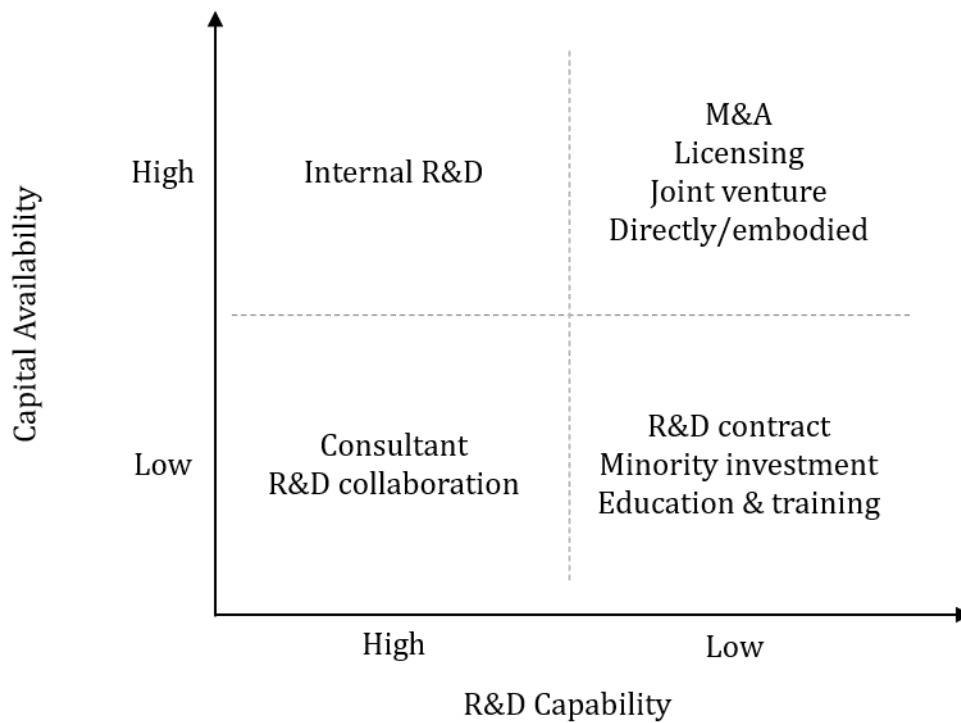 Capital Availability
High
Internal R&D
M&A
Licensing
Joint venture
Directly/embodied
Low
Consultant
R&D collaboration
R&D contract
Minority investment
Education & training
High
Low
R&D Capability